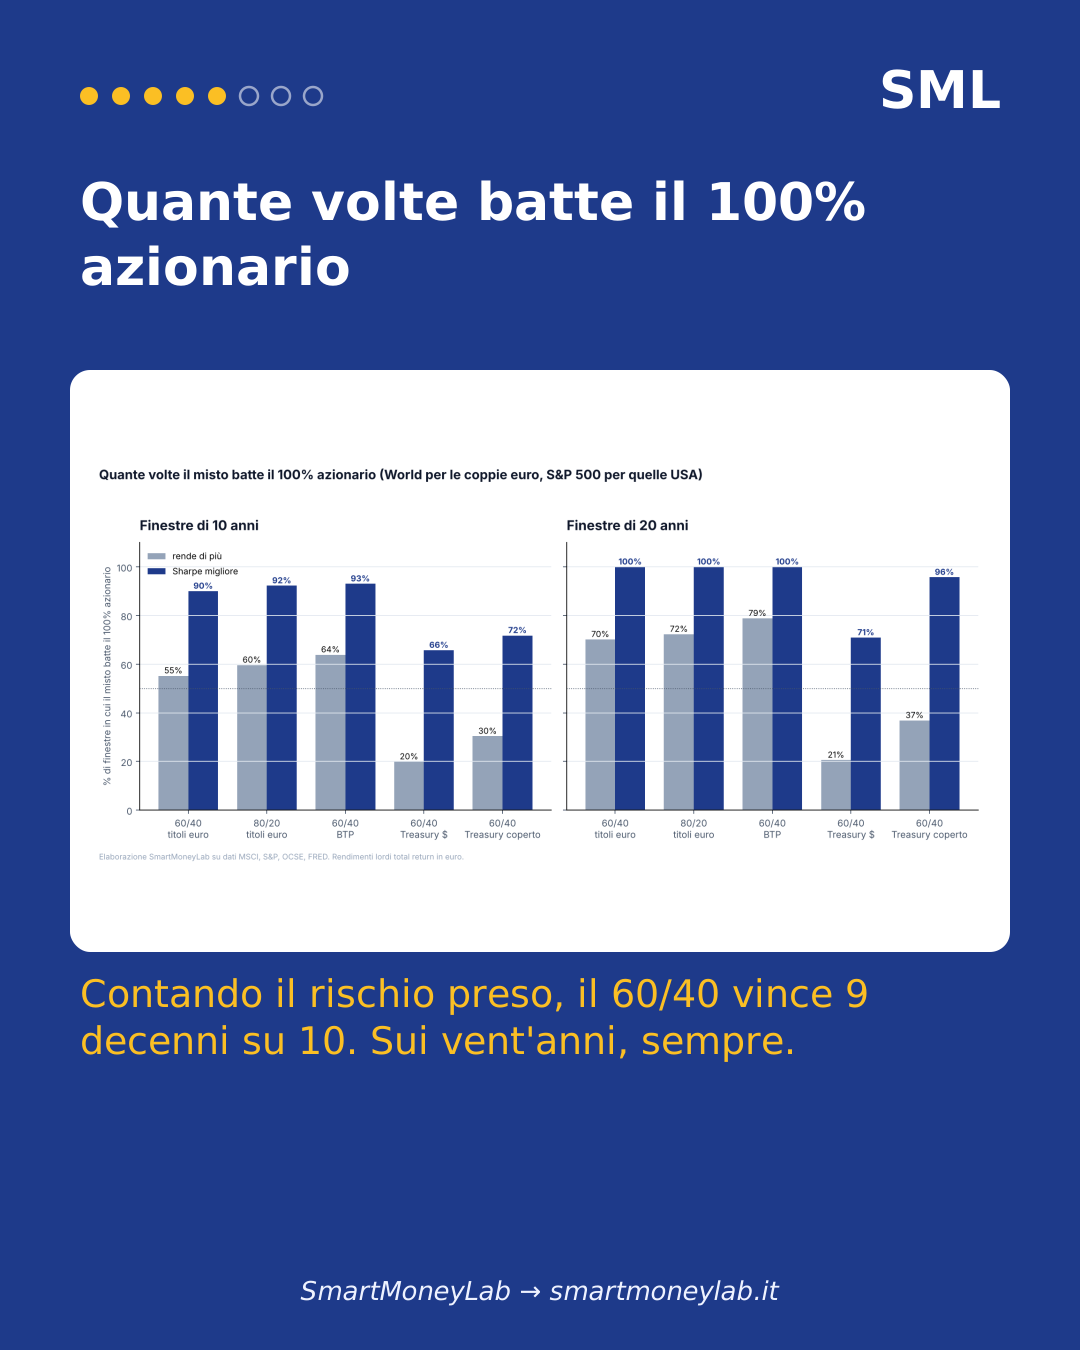 SML
Quante volte batte il 100%
azionario
Quante volte il misto batte il 100% azionario (World per le coppie euro, S&P 500 per quelle USA)
Finestre di 10 anni
rende di più
Sharpe migliore
% di finestre in cui il misto batte il 100% azionario
100
80
60
40
20
0
55%
90%
60%
92%
64%
93%
20%
66%
30%
72%
60/40
titoli euro
80/20
titoli euro
60/40
BTP
60/40
Treasury $
60/40
Treasury coperto
Finestre di 20 anni
70%
100%
72%
100%
79%
100%
21%
71%
37%
96%
60/40
titoli euro
80/20
titoli euro
60/40
BTP
60/40
Treasury $
60/40
Treasury coperto
Elaborazione SmartMoneyLab su dati MSCI, S&P, OCSE, FRED. Rendimenti lordi total return in euro.
Contando il rischio preso, il 60/40 vince 9
decenni su 10. Sui vent'anni, sempre.
SmartMoneyLab → smartmoneylab.it